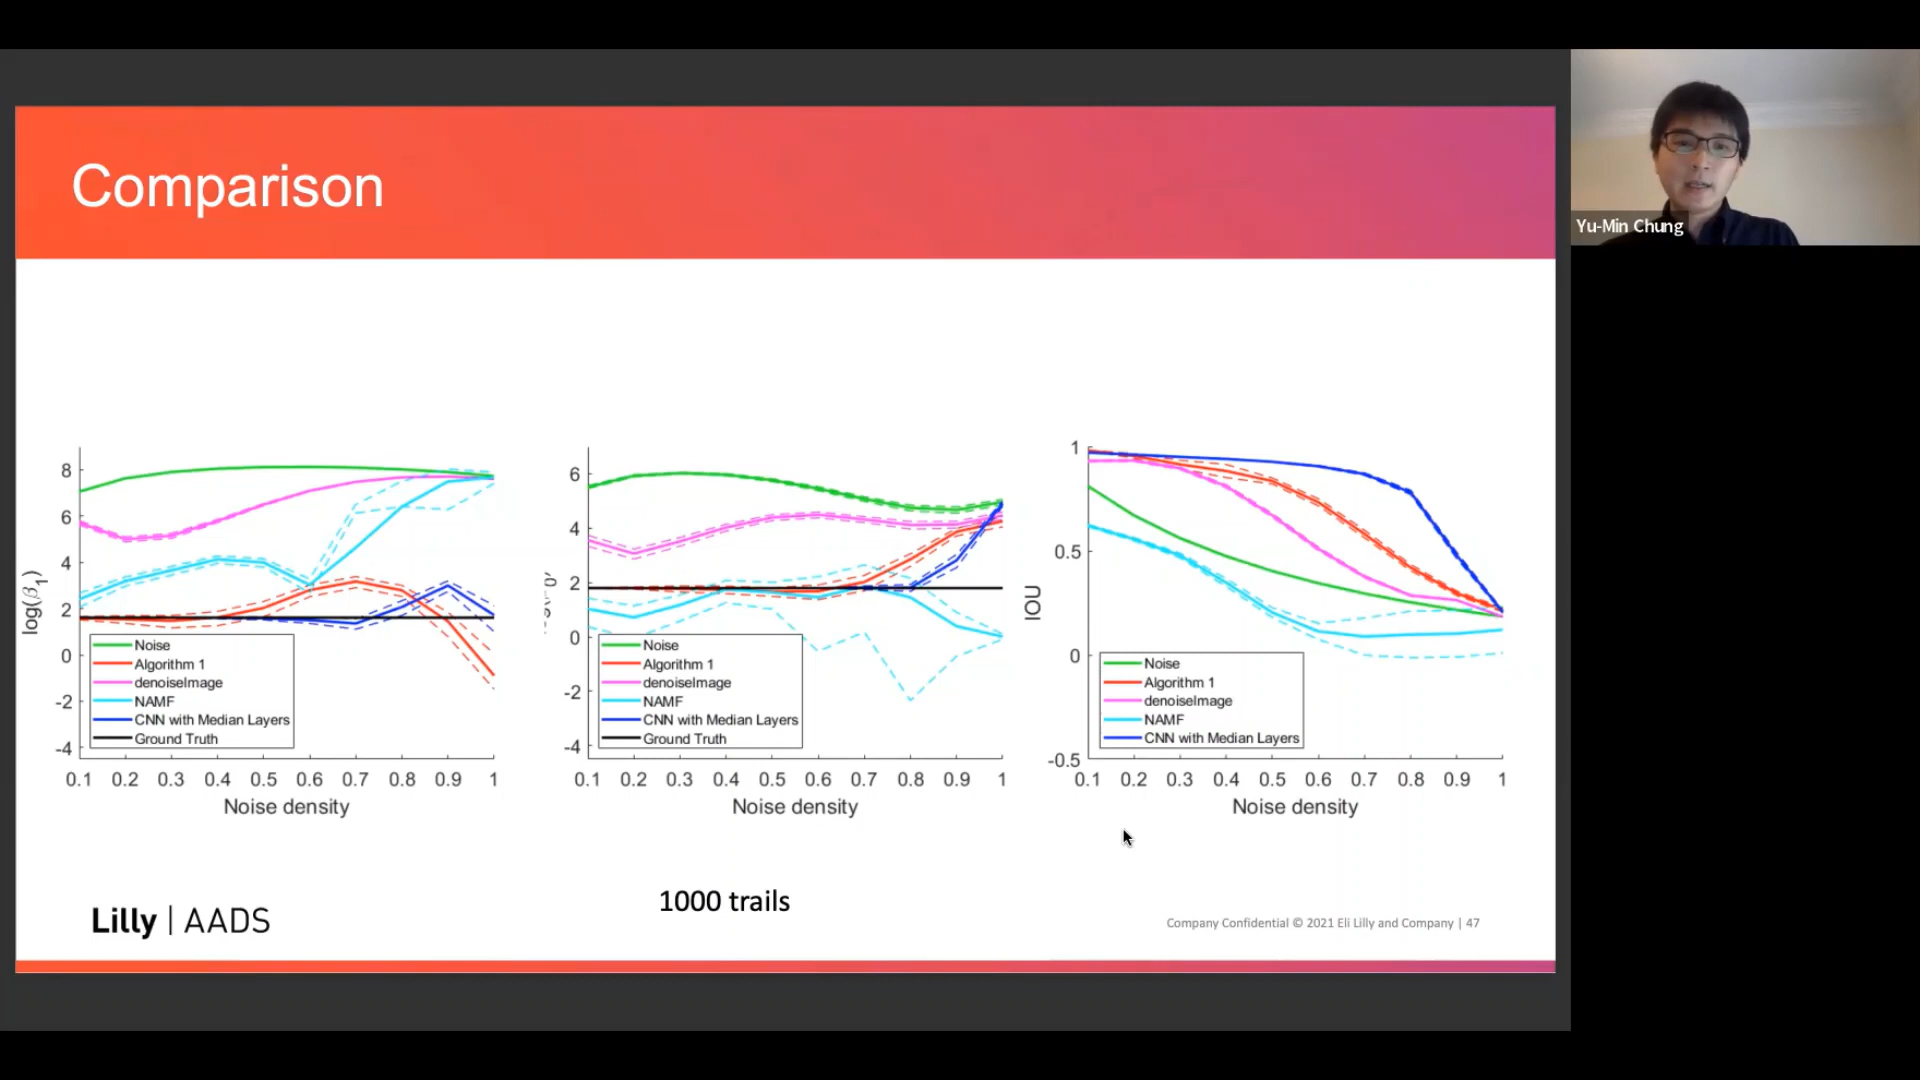 Comparison
Yu-Min Chung
log(β1)
8
6
4
2
0
-2
-4
Noise
Algorithm 1
denoiseImage
NAMF
CNN with Median Layers
Ground Truth
0.1 0.2 0.3 0.4 0.5 0.6 0.7 0.8 0.9 1
Noise density
6
4
2
0
-2
-4
Noise
Algorithm 1
denoiseImage
NAMF
CNN with Median Layers
Ground Truth
0.1 0.2 0.3 0.4 0.5 0.6 0.7 0.8 0.9 1
Noise density
IOU
1
0.5
0
-0.5
Noise
Algorithm 1
denoiseImage
NAMF
CNN with Median Layers
0.1 0.2 0.3 0.4 0.5 0.6 0.7 0.8 0.9 1
Noise density
1000 trails
Lilly | AADS
Company Confidential © 2021 Eli Lilly and Company | 47